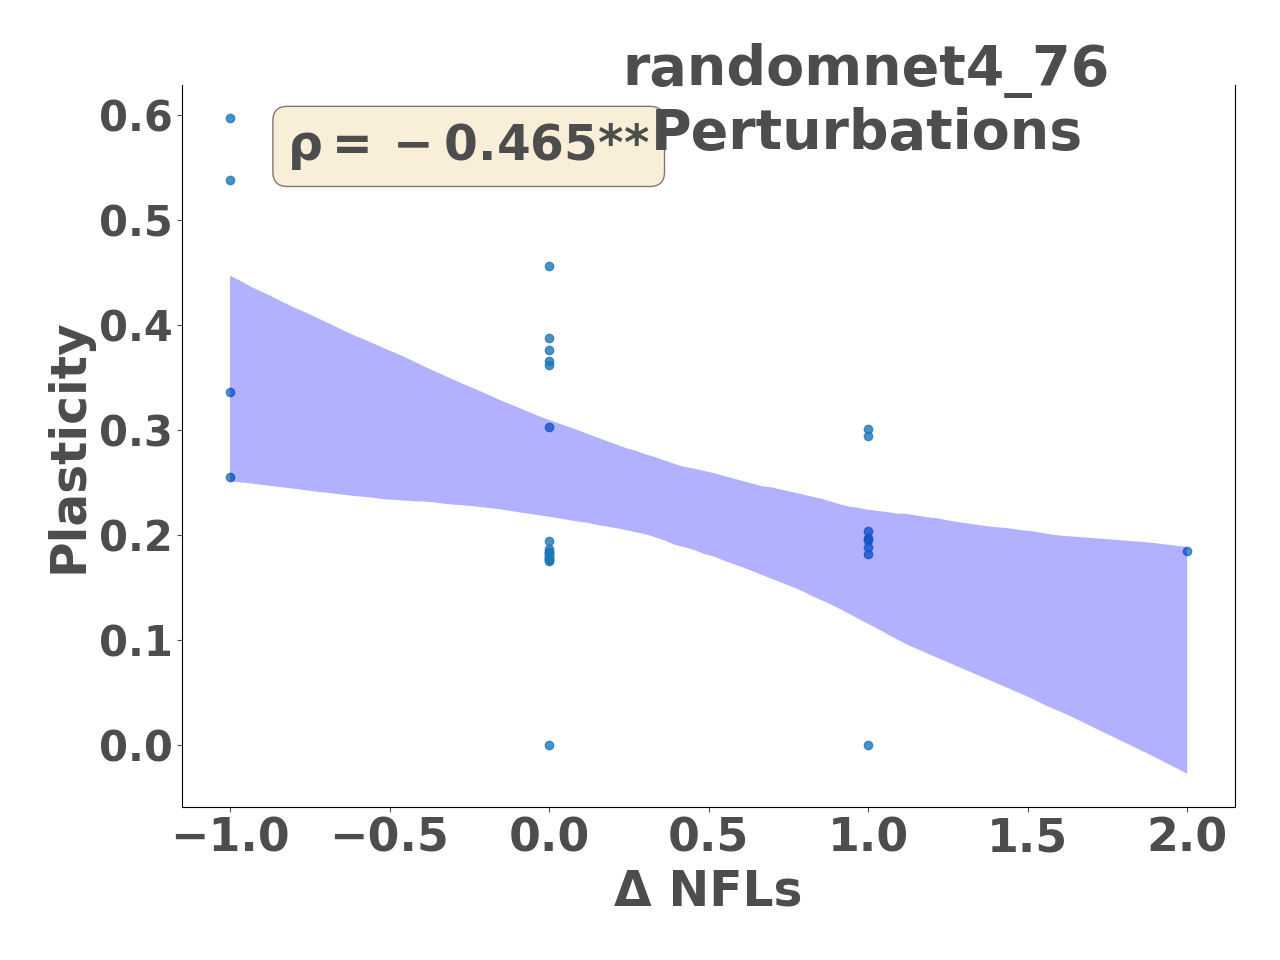 randomnet4_76
Perturbations
ρ = − 0.465**
Plasticity
0.6
0.5
0.4
0.3
0.2
0.1
0.0
−1.0 −0.5 0.0 0.5 1.0 1.5 2.0
Δ NFLs